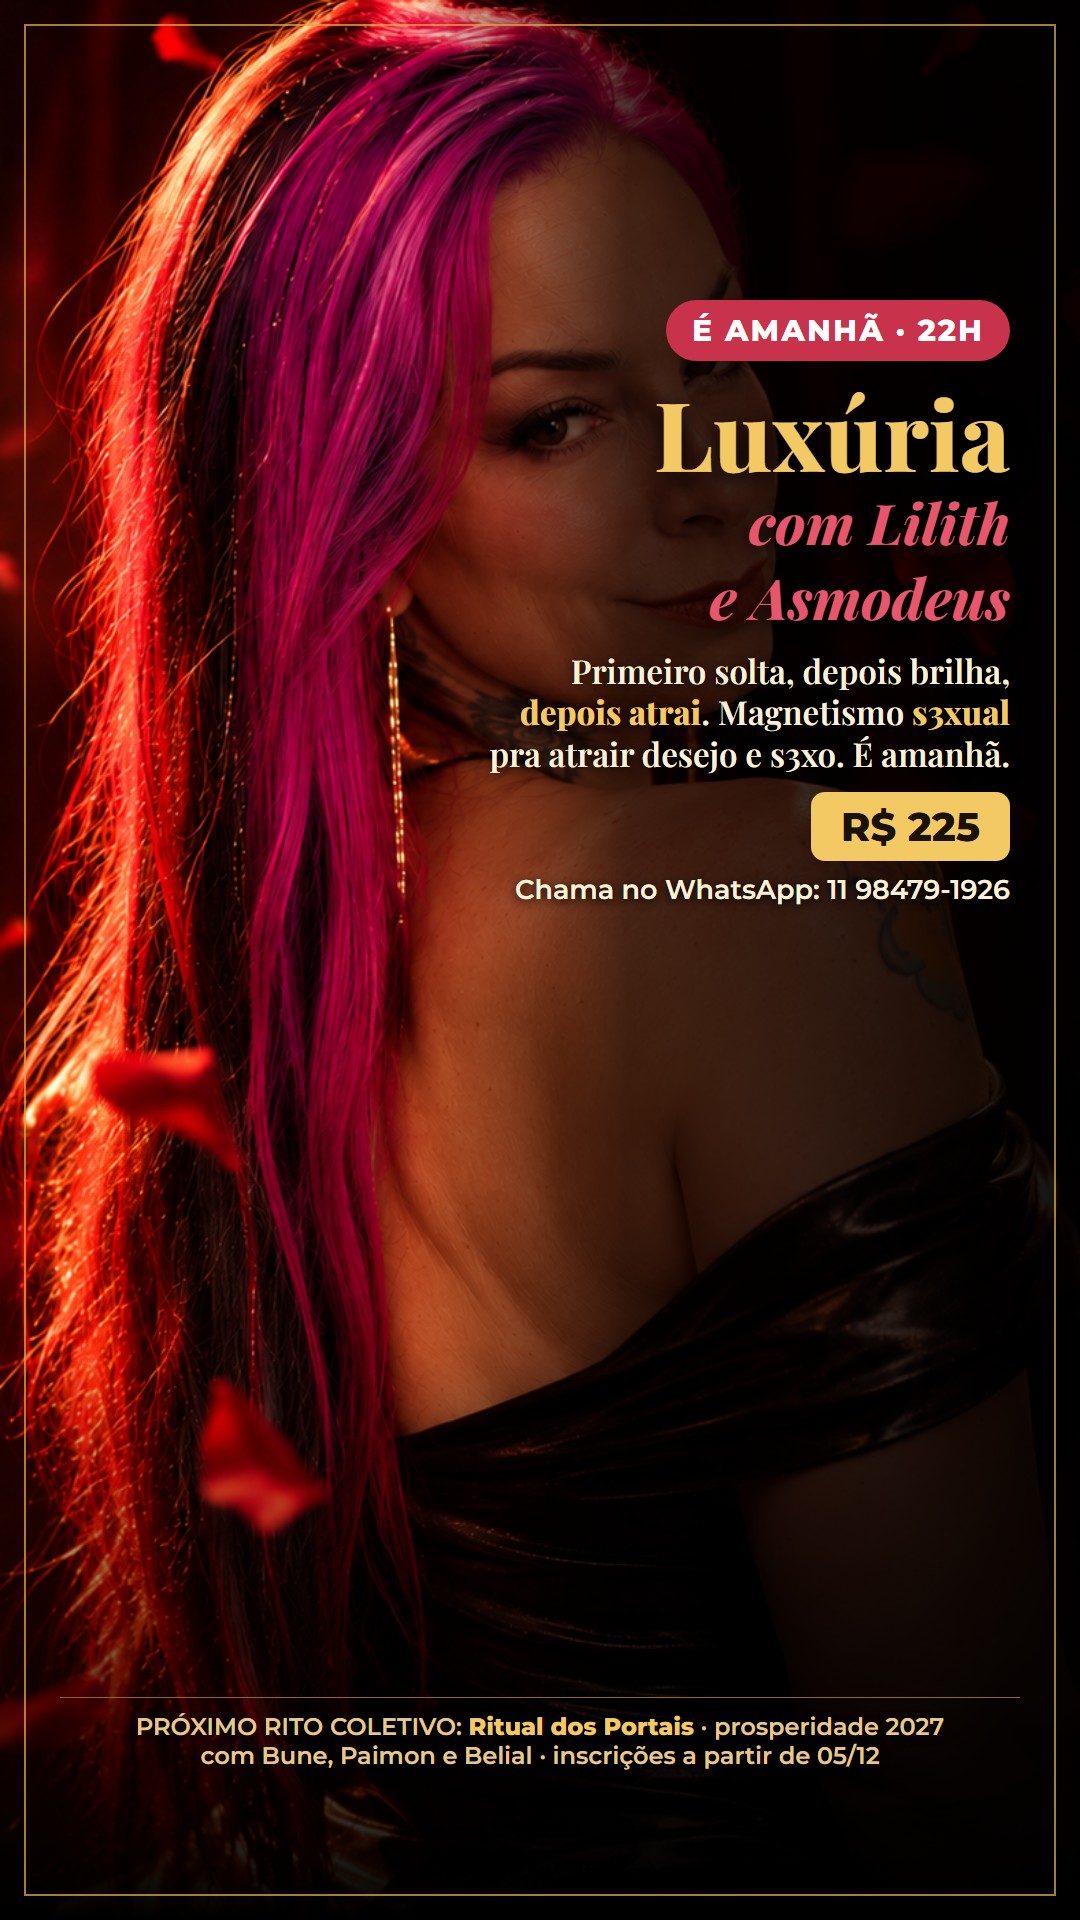 É AMANHÃ · 22H
Luxúria
com Lilith
e Asmodeus
Primeiro solta, depois brilha,
depois atrai. Magnetismo s3xual
pra atrair desejo e s3xo. É amanhã.
R$ 225
Chama no WhatsApp: 11 98479-1926
PRÓXIMO RITO COLETIVO: Ritual dos Portais · prosperidade 2027
com Bune, Paimon e Belial · inscrições a partir de 05/12